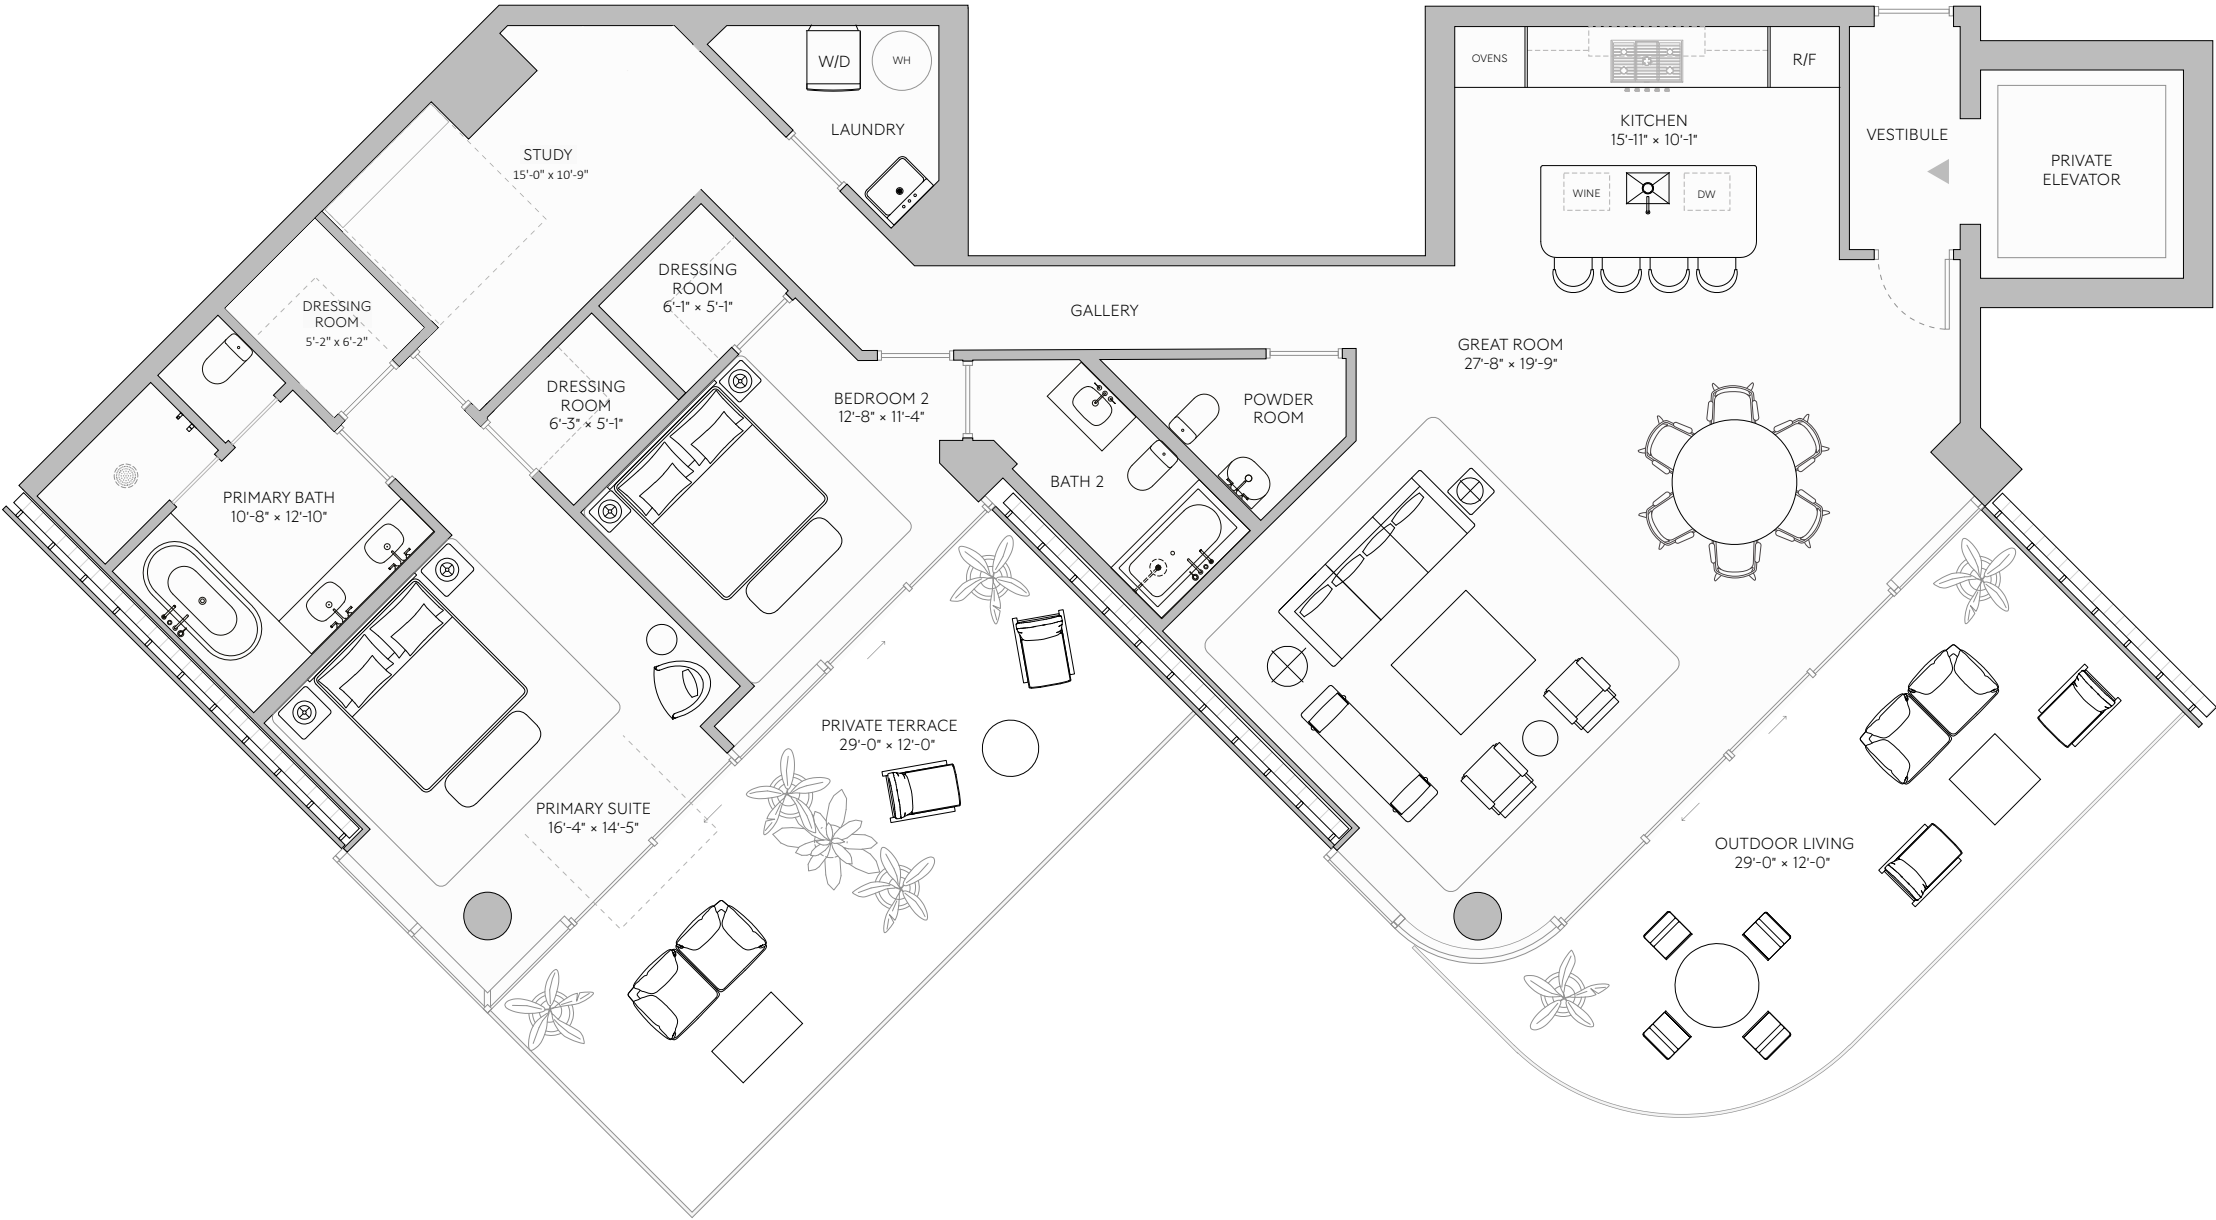 W/D
WH
LAUNDRY
OVENS
R/F
KITCHEN
15'-11" × 10'-1"
VESTIBULE
PRIVATE
ELEVATOR
WINE
DW
STUDY
15'-0" x 10'-9"
DRESSING
ROOM
6'-1" × 5'-1"
DRESSING
ROOM
5'-2" x 6'-2"
GALLERY
GREAT ROOM
27'-8" × 19'-9"
DRESSING
ROOM
6'-3" × 5'-1"
BEDROOM 2
12'-8" × 11'-4"
POWDER
ROOM
BATH 2
PRIMARY BATH
10'-8" × 12'-10"
PRIVATE TERRACE
29'-0" × 12'-0"
PRIMARY SUITE
16'-4" × 14'-5"
OUTDOOR LIVING
29'-0" × 12'-0"